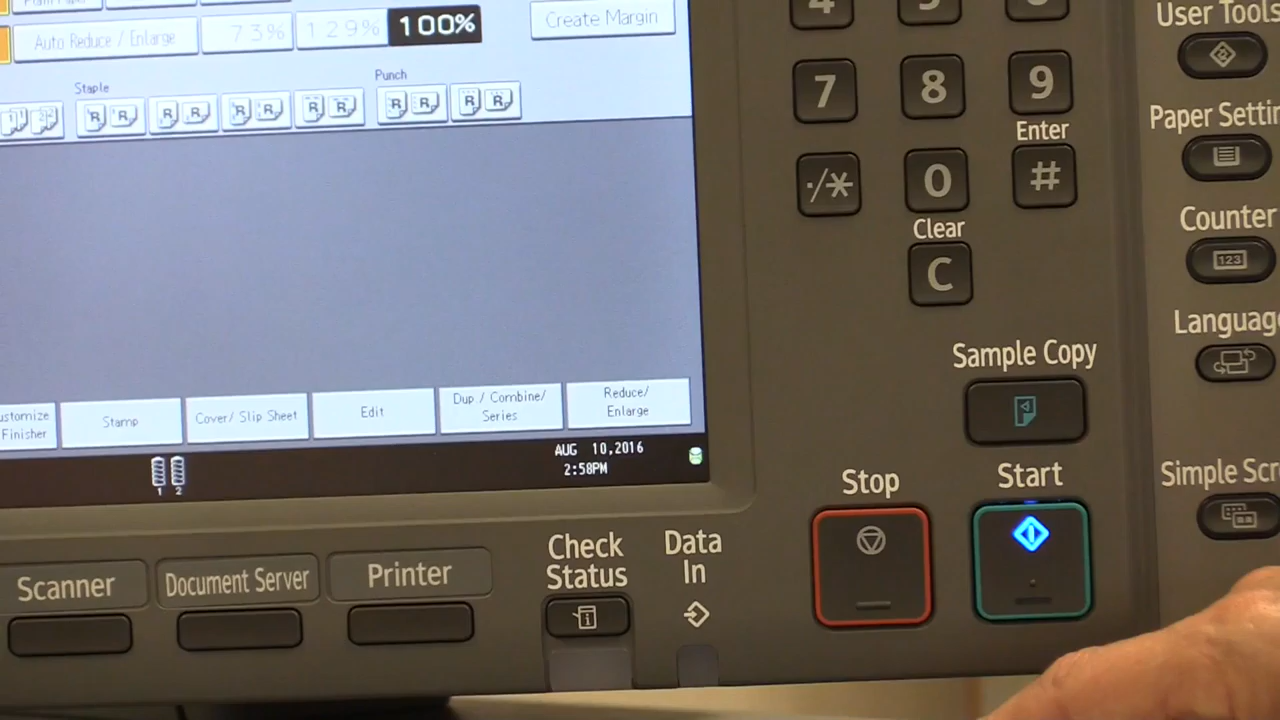 Auto Reduce / Enlarge 73% 129% 100% Create Margin
Staple
Punch
Stamp
Cover/ Slip Sheet
Edit
Dup / Combine/
Series
Reduce/
Enlarge
Finisher
1 2
AUG 10,2016
2:58PM
7 8 9
Enter
./* 0 #
Clear
C
Sample Copy
Stop
Start
Scanner
Document Server
Printer
Check
Status
Data
In
User Tools
Counter
123